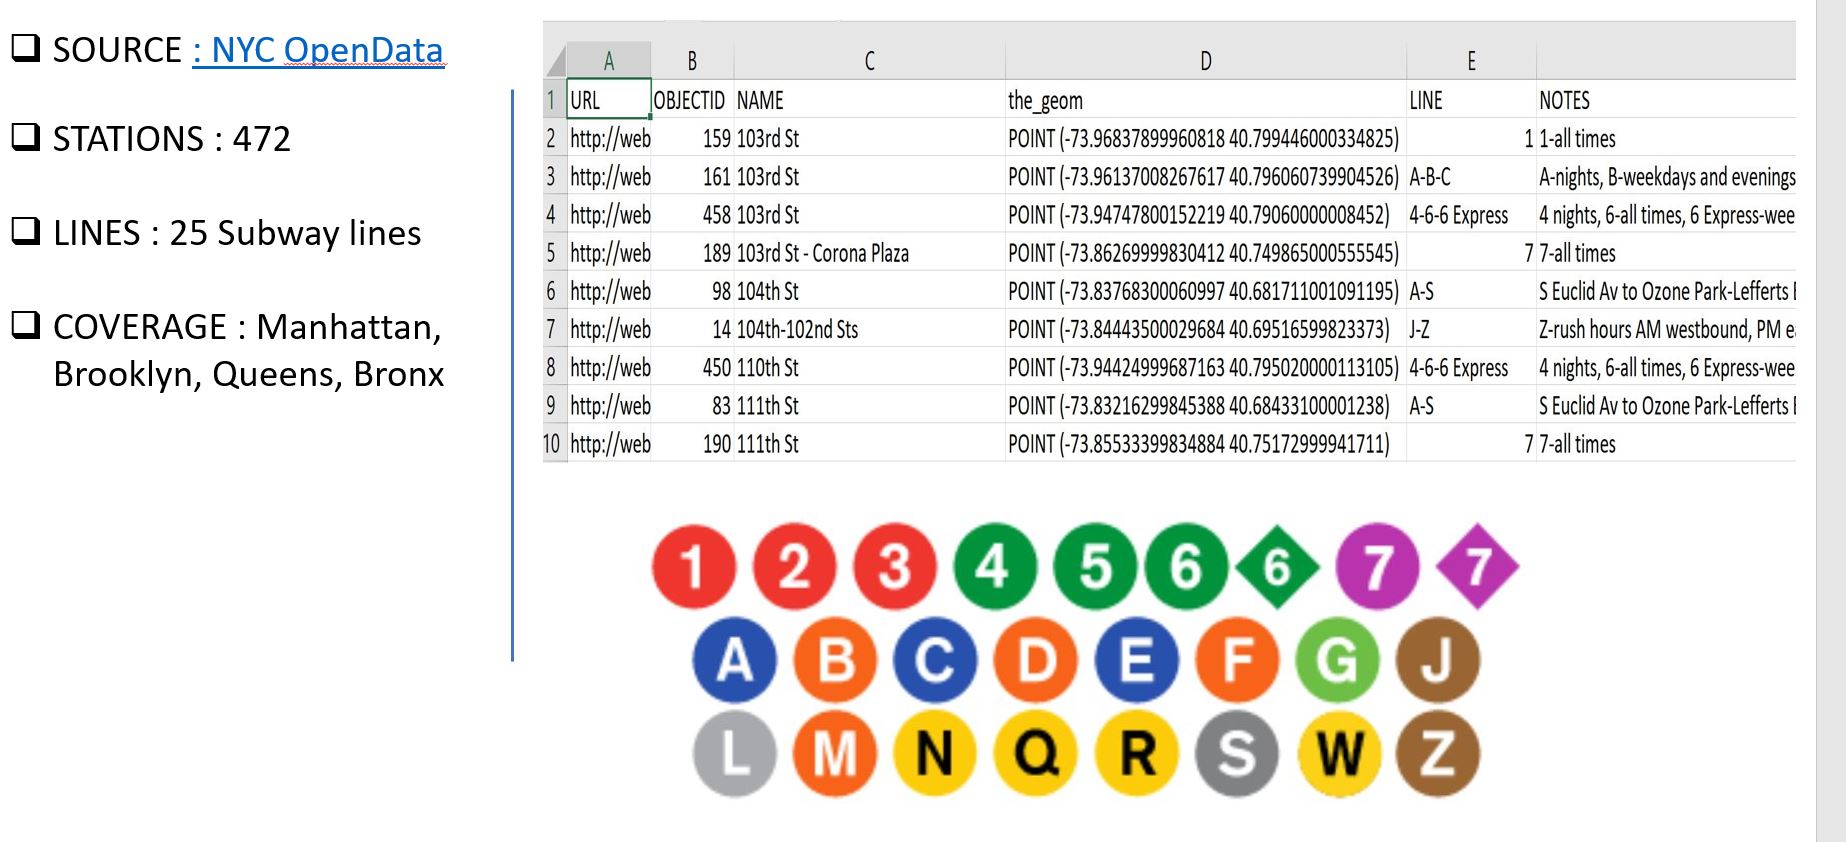 ❑ SOURCE : NYC OpenData
❑ STATIONS : 472
❑ LINES : 25 Subway lines
❑ COVERAGE : Manhattan,
Brooklyn, Queens, Bronx
A B C D E
1 URL OBJECTID NAME the_geom LINE NOTES
2 http://web 159 103rd St POINT (-73.96837899960818 40.799446000334825) 1 1-all times
3 http://web 161 103rd St POINT (-73.96137008267617 40.796060739904526) A-B-C A-nights, B-weekdays and evenings
4 http://web 458 103rd St POINT (-73.94747800152219 40.79060000008452) 4-6-6 Express 4 nights, 6-all times, 6 Express-wee
5 http://web 189 103rd St - Corona Plaza POINT (-73.86269999830412 40.749865000555545) 7 7-all times
6 http://web 98 104th St POINT (-73.83768300060997 40.681711001091195) A-S S Euclid Av to Ozone Park-Lefferts
7 http://web 14 104th-102nd Sts POINT (-73.84443500029684 40.69516599823373) J-Z Z-rush hours AM westbound, PM e
8 http://web 450 110th St POINT (-73.94424999687163 40.795020000113105) 4-6-6 Express 4 nights, 6-all times, 6 Express-wee
9 http://web 83 111th St POINT (-73.83216299845388 40.68433100001238) A-S S Euclid Av to Ozone Park-Lefferts
10 http://web 190 111th St POINT (-73.85533399834884 40.75172999941711) 7 7-all times
1 2 3 4 5 6 6 7 7
A B C D E F G J
L M N Q R S W Z